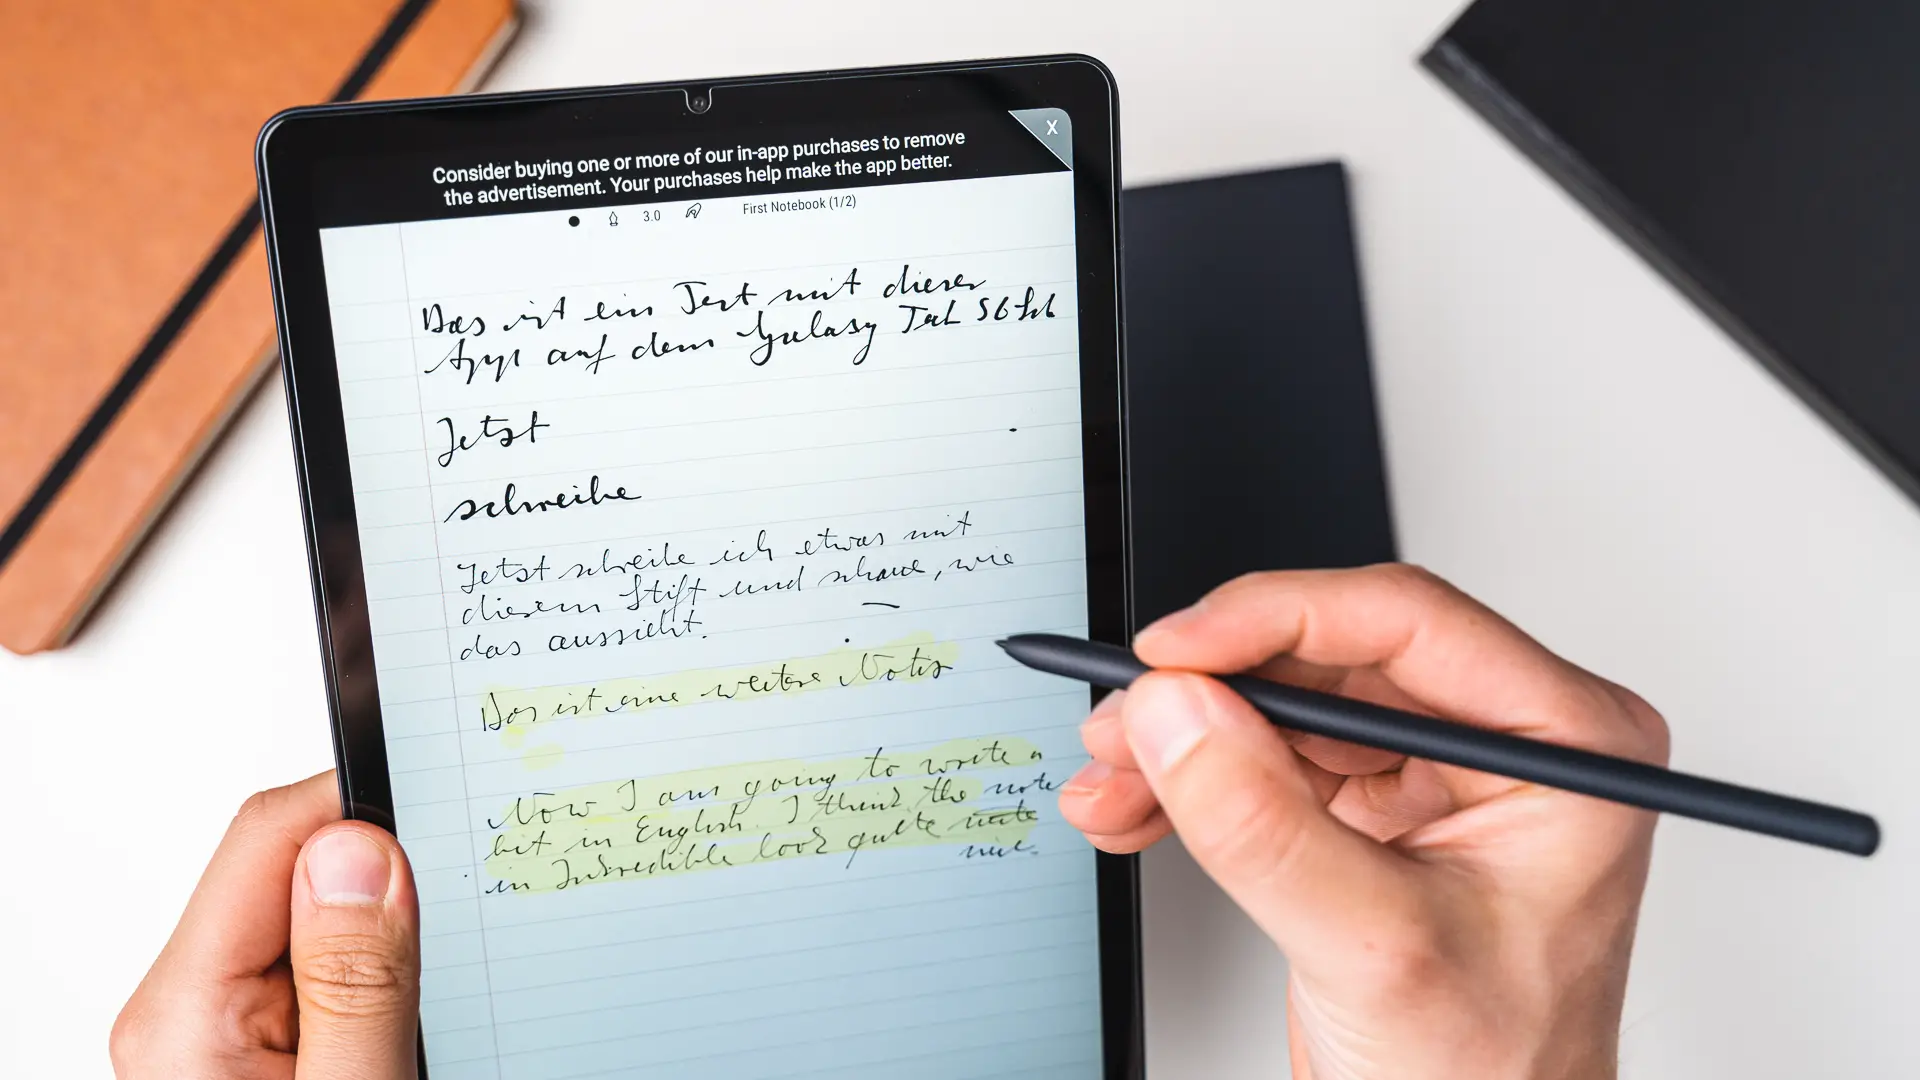 X
Consider buying one or more of our in-app purchases to remove
the advertisement. Your purchases help make the app better.
3.0 First Notebook (1/2)
Das ist ein Test mit dieser
App auf dem Galaxy Tab S6 Lite
Jetzt
schreibe
Jetzt schreibe ich etwas mit
diesem Stift und schaue, wie
das aussieht.
Das ist eine weitere Notiz
Now I am going to write a
bit in English. I think the note
in INKredible look quite
nice.